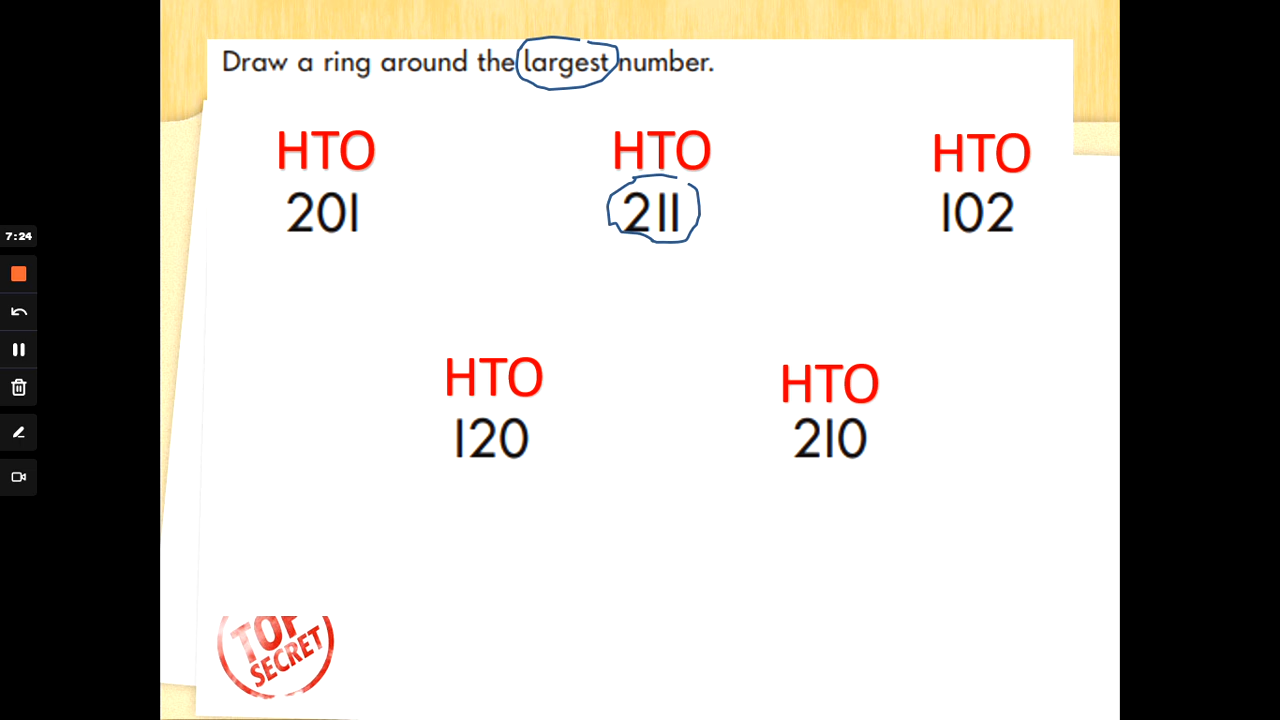 Draw a ring around the largest number.
HTO HTO HTO
201 211 102
7:24
HTO HTO
120 210
TOP
SECRET